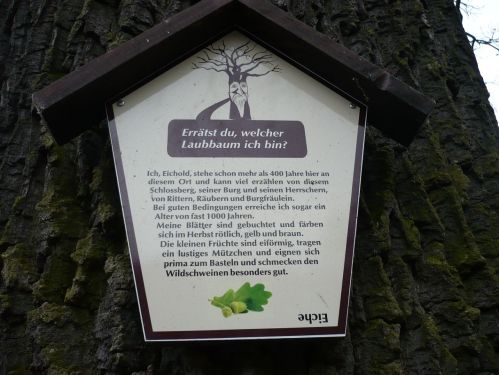 Errätst du, welcher
Laubbaum ich bin?
Ich, Eichold, stehe schon mehr als 400 Jahre hier an
diesem Ort und kann viel erzählen von diesem
Schlossberg, seiner Burg und seinen Herrschern,
von Rittern, Räubern und Burgfräulein.
Bei guten Bedingungen erreiche ich sogar ein
Alter von fast 1000 Jahren.
Meine Blätter sind gebuchtet und färben
sich im Herbst rötlich, gelb und braun.
Die kleinen Früchte sind eiförmig, tragen
ein lustiges Mützchen und eignen sich
prima zum Basteln und schmecken den
Wildschweinen besonders gut.
Eiche